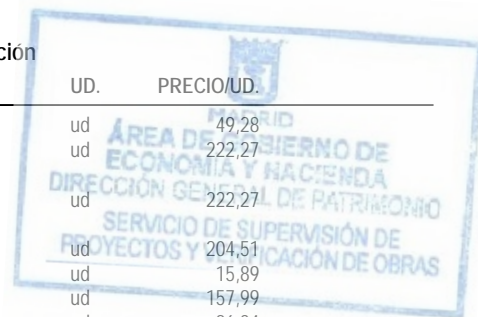 ción
UD. PRECIO/UD.
MADRID
ud 49,28
ÁREA DE GOBIERNO DE
ud 222,27
ECONOMÍA Y HACIENDA
DIRECCIÓN GENERAL DE PATRIMONIO
ud 222,27
SERVICIO DE SUPERVISIÓN DE
ud 204,51
PROYECTOS Y VERIFICACIÓN DE OBRAS
ud 15,89
ud 157,99